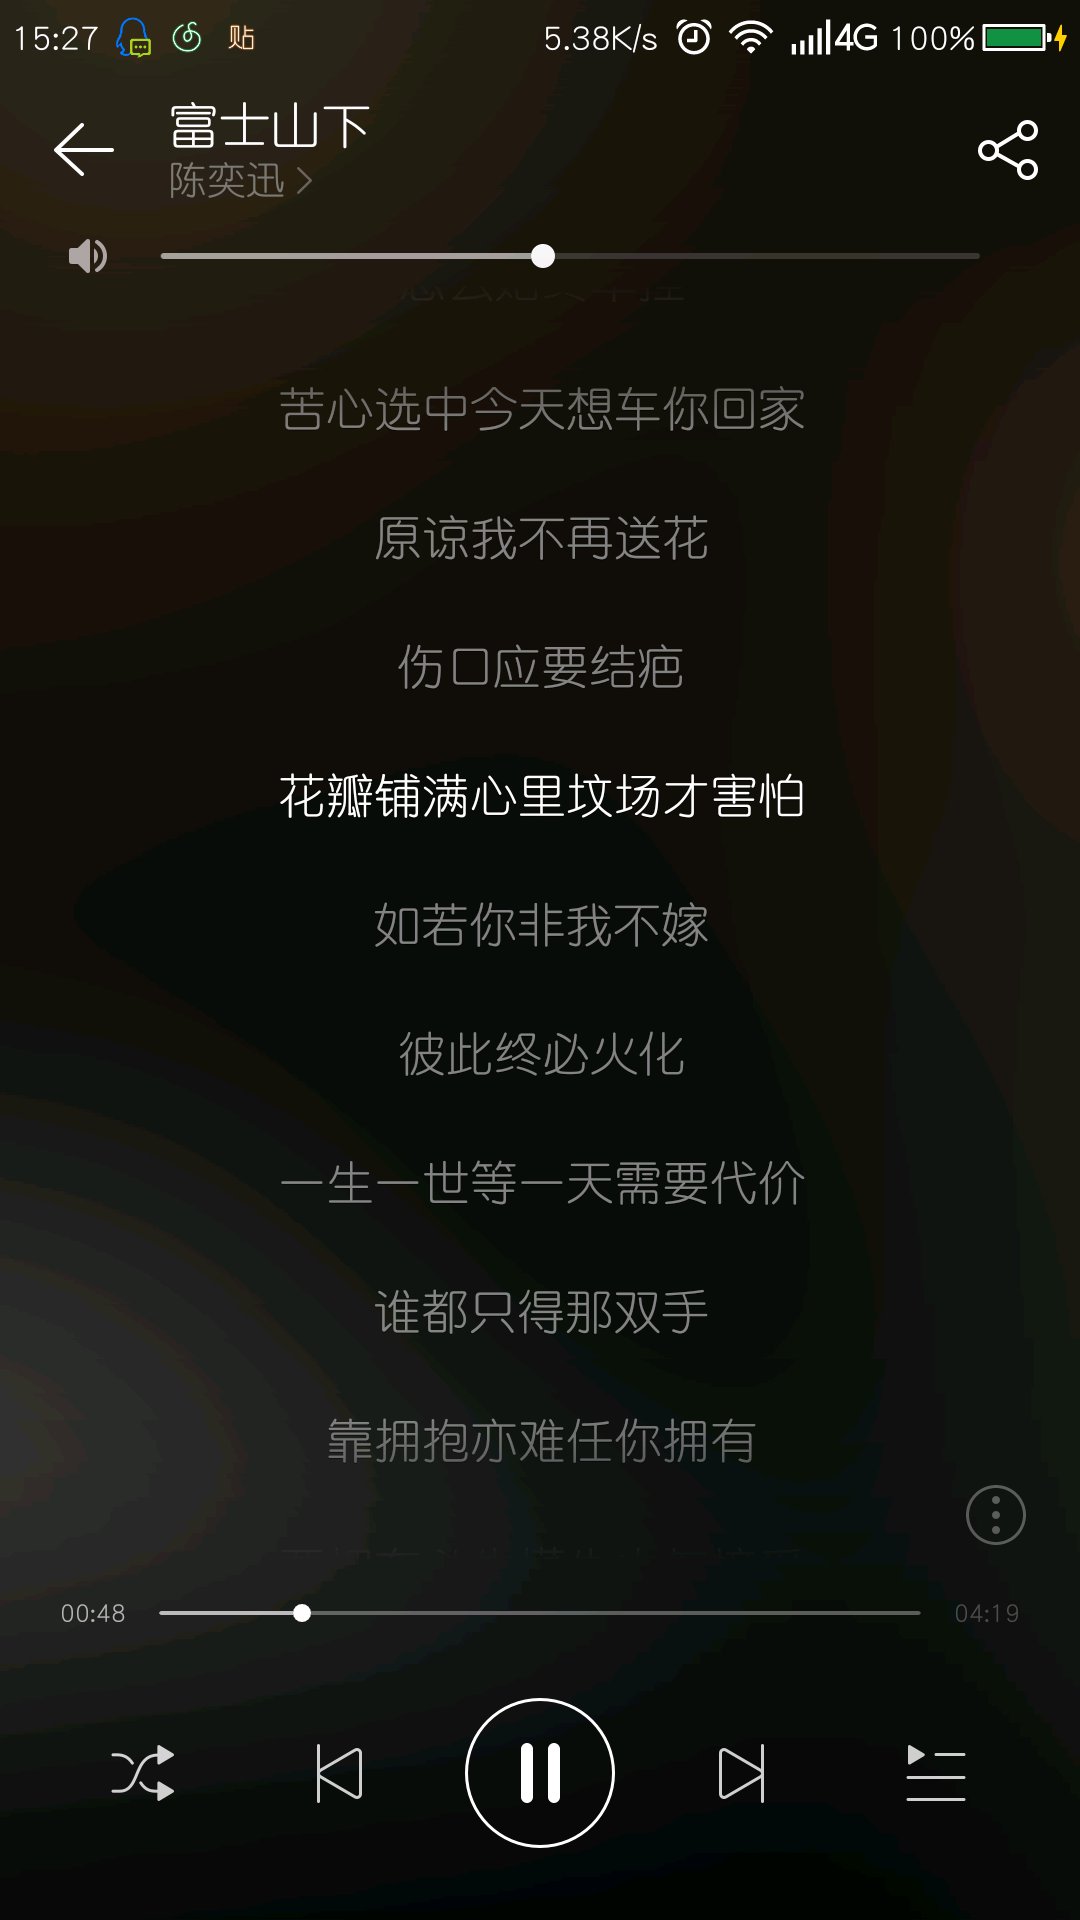 15:27 贴 5.38K/s 4G 100%
富士山下
陈奕迅
苦心选中今天想车你回家
原谅我不再送花
伤口应要结疤
花瓣铺满心里坟场才害怕
如若你非我不嫁
彼此终必火化
一生一世等一天需要代价
谁都只得那双手
靠拥抱亦难任你拥有
00:48 04:19